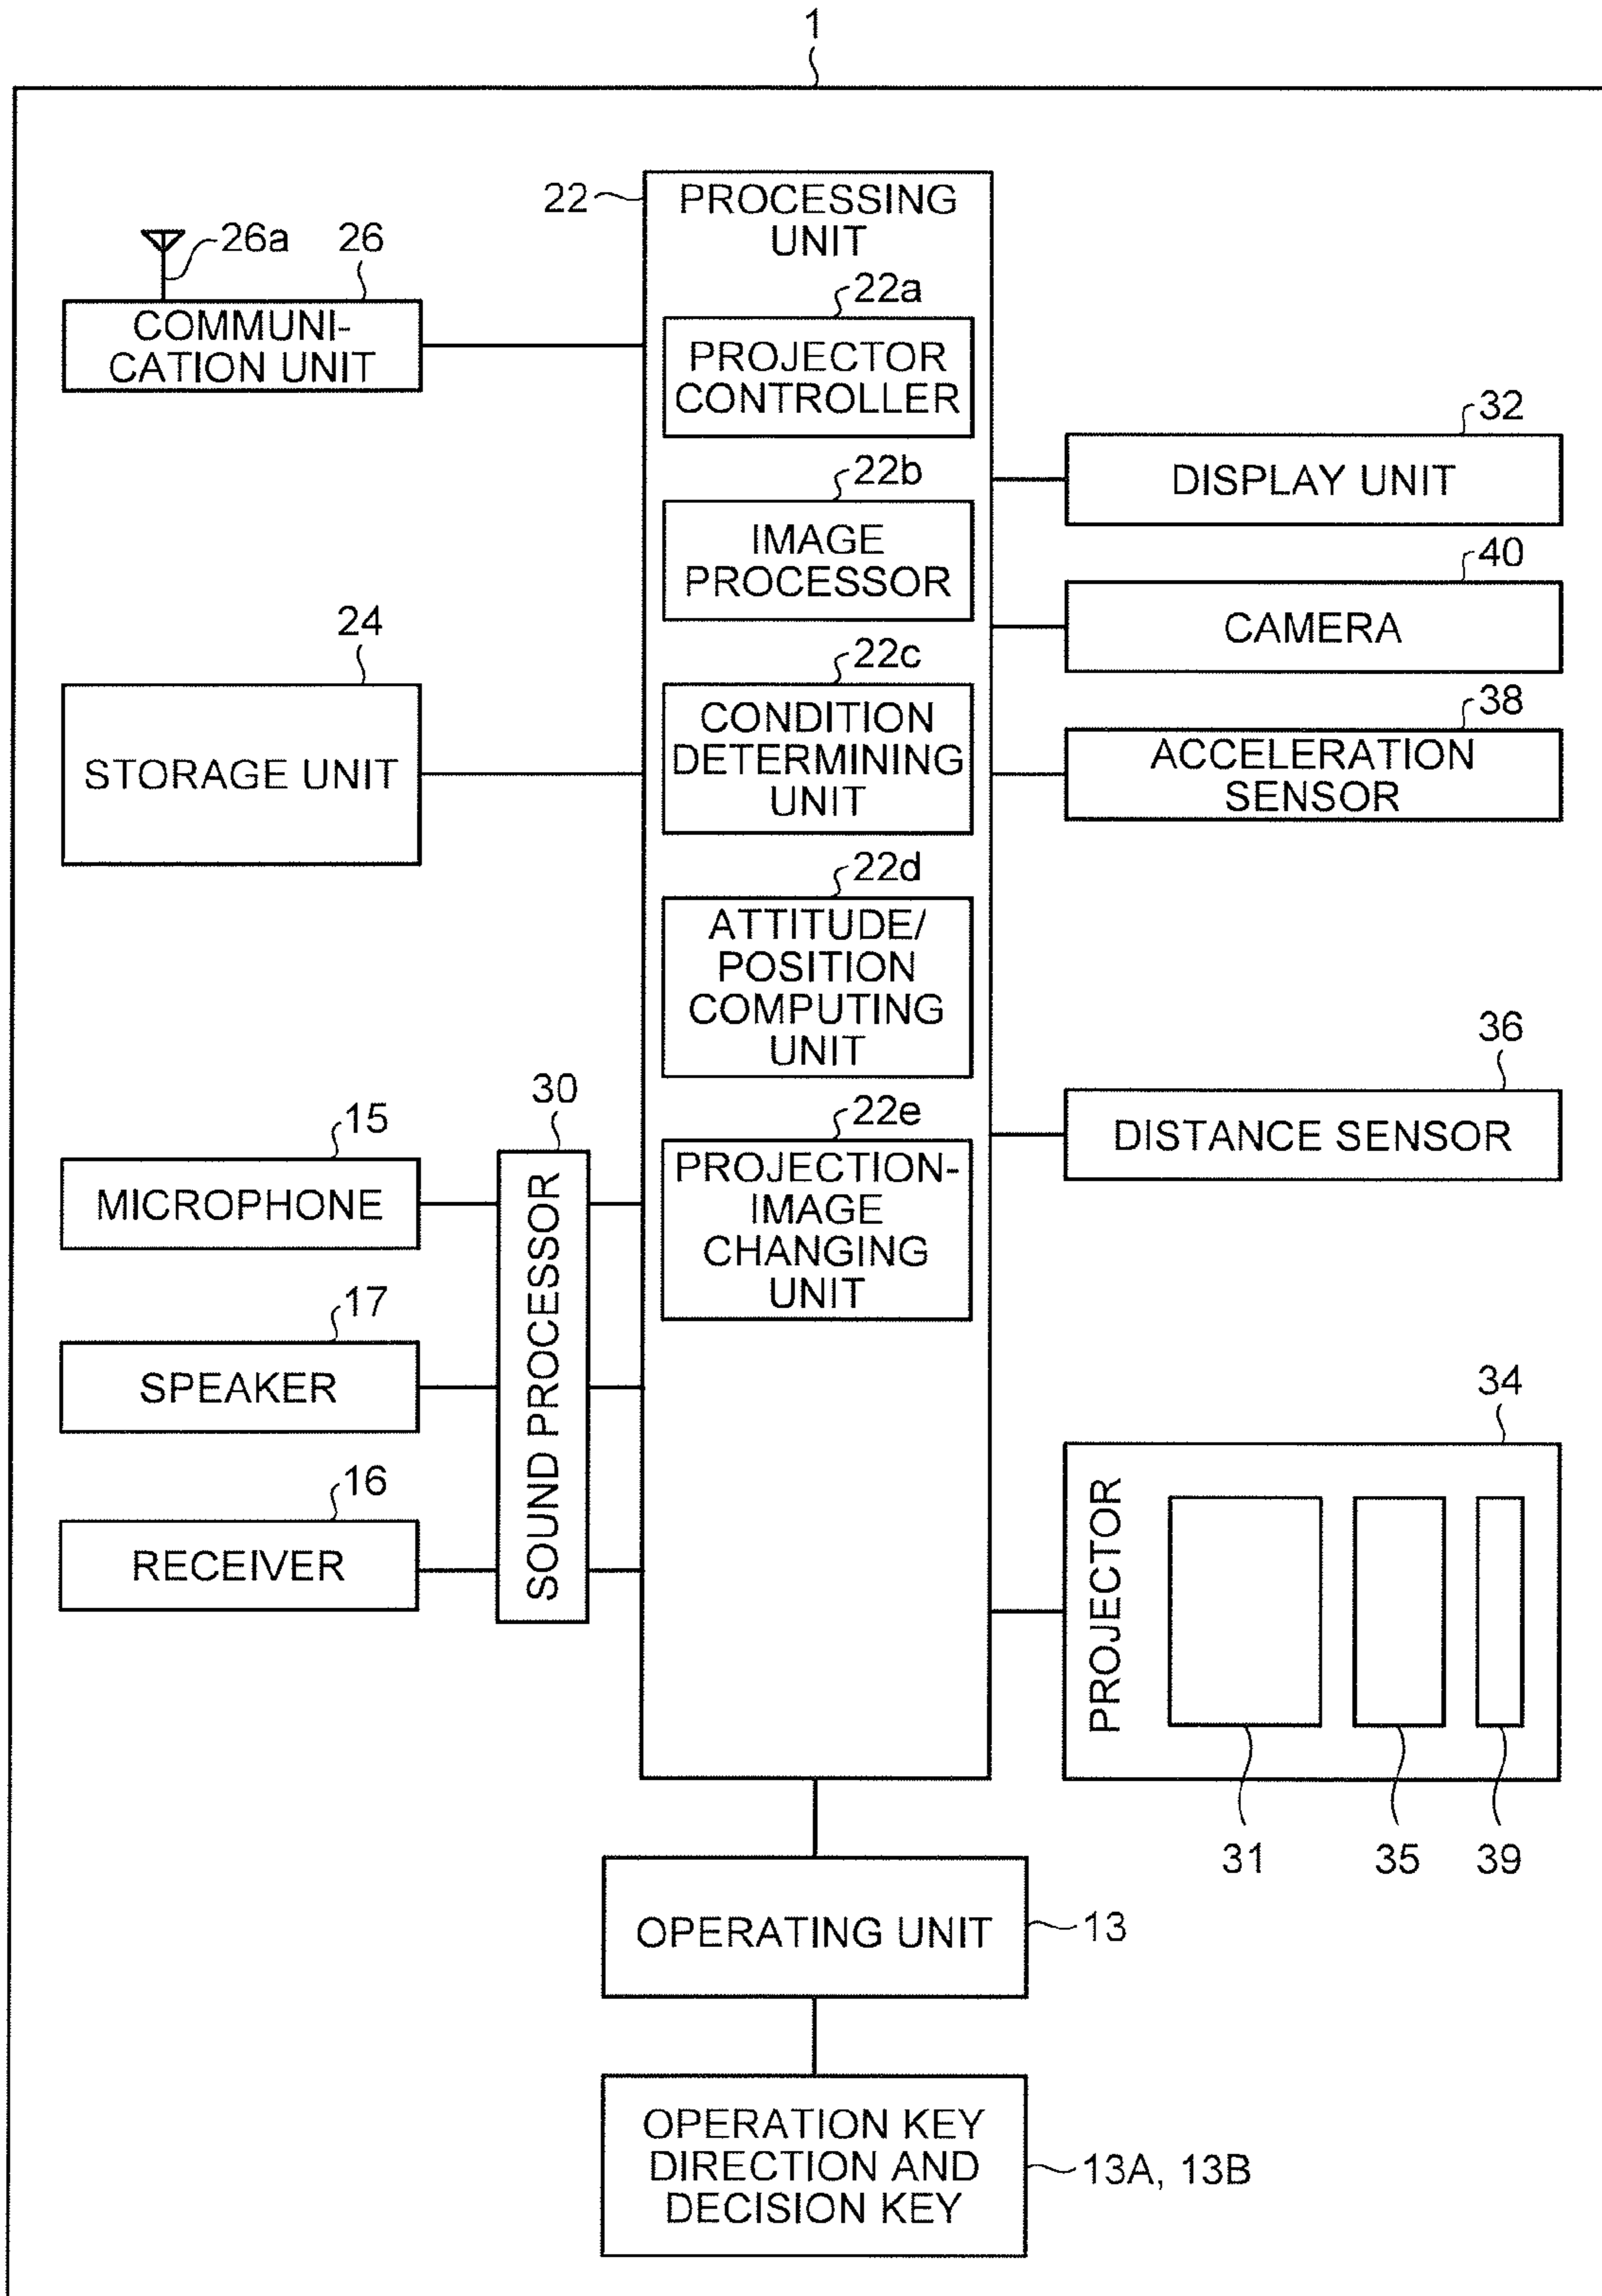 1
22
PROCESSING
UNIT
26a
26
COMMUNI-
CATION UNIT
22a
PROJECTOR
CONTROLLER
22b
IMAGE
PROCESSOR
22c
CONDITION
DETERMINING
UNIT
22d
ATTITUDE/
POSITION
COMPUTING
UNIT
22e
PROJECTION-
IMAGE
CHANGING
UNIT
24
STORAGE UNIT
15
MICROPHONE
17
SPEAKER
16
RECEIVER
30
SOUND PROCESSOR
32
DISPLAY UNIT
40
CAMERA
38
ACCELERATION
SENSOR
36
DISTANCE SENSOR
34
PROJECTOR
31
35
39
OPERATING UNIT
13
OPERATION KEY
DIRECTION AND
DECISION KEY
13A, 13B